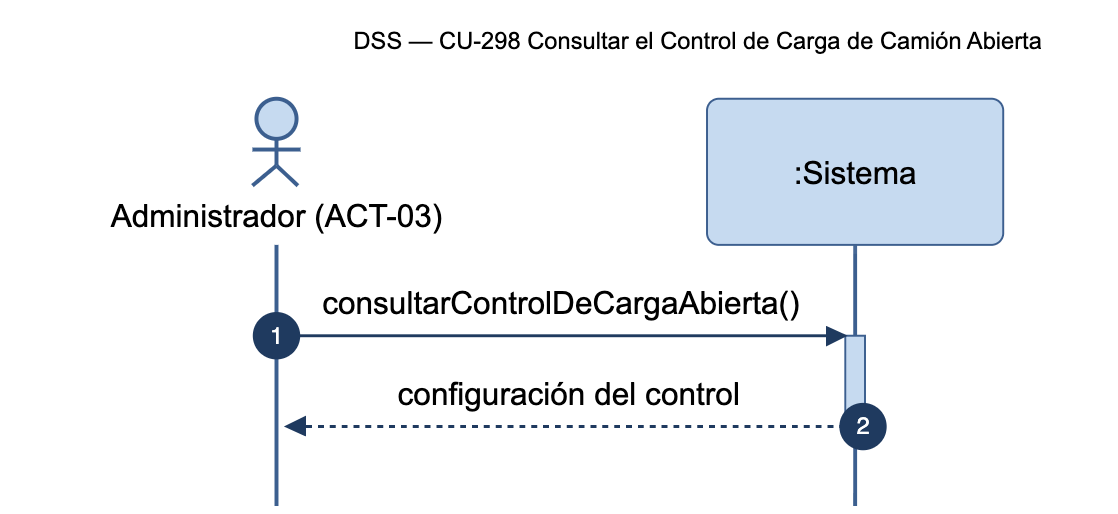 DSS — CU-298 Consultar el Control de Carga de Camión Abierta
:Sistema
Administrador (ACT-03)
consultarControlDeCargaAbierta()
1
configuración del control
2